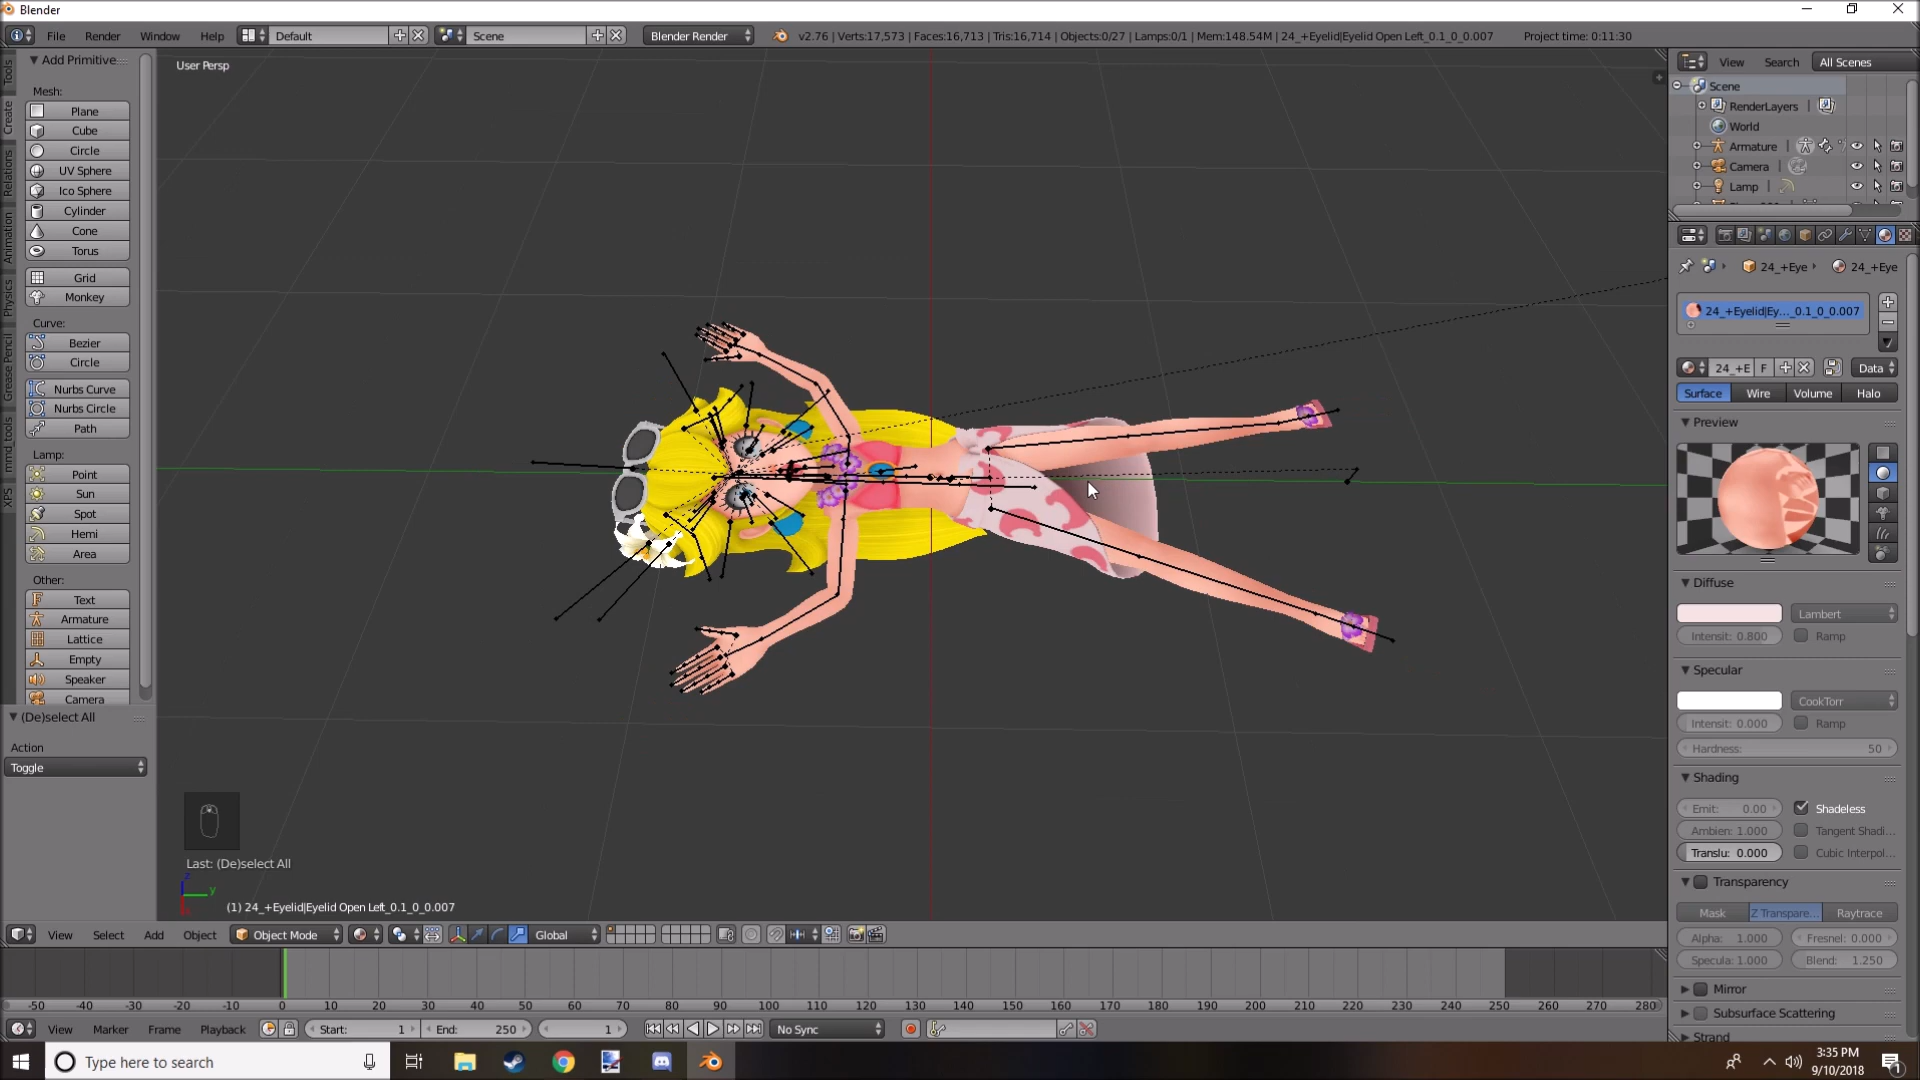 Blender
File Render Window Help Default Scene Blender Render v2.76 | Verts:17,573 | Faces:16,713 | Tris:16,714 | Objects:0/27 | Lamps:0/1 | Mem:148.54M | 24_+Eyelid|Eyelid Open Left_0.1_0_0.007 Project time: 0:11:30
Tools
Create
Relations
Animation
Physics
Grease Pencil
mmd_tools
XPS
Add Primitive
Mesh:
Plane
Cube
Circle
UV Sphere
Ico Sphere
Cylinder
Cone
Torus
Grid
Monkey
Curve:
Bezier
Circle
Nurbs Curve
Nurbs Circle
Path
Lamp:
Point
Sun
Spot
Hemi
Area
Other:
Text
Armature
Lattice
Empty
Speaker
Camera
(De)select All
Action
Toggle
User Persp
Last: (De)select All
z
y
(1) 24_+Eyelid|Eyelid Open Left_0.1_0_0.007
View Select Add Object Object Mode Global
View Search All Scenes
Scene
RenderLayers |
World
Armature |
Camera |
Lamp |
24_+Eye 24_+Eye
24_+Eyelid|Ey..._0.1_0_0.007
24_+E F Data
Surface Wire Volume Halo
Preview
Diffuse
Lambert
Intensit: 0.800 Ramp
Specular
CookTorr
Intensit: 0.000 Ramp
Hardness: 50
Shading
Emit: 0.00 Shadeless
Ambien: 1.000 Tangent Shadi...
Translu: 0.000 Cubic Interpol...
Transparency
Mask Z Transpare... Raytrace
Alpha: 1.000 Fresnel: 0.000
Specula: 1.000 Blend: 1.250
Mirror
Subsurface Scattering
Strand
-50 -40 -30 -20 -10 0 10 20 30 40 50 60 70 80 90 100 110 120 130 140 150 160 170 180 190 200 210 220 230 240 250 260 270 280
View Marker Frame Playback Start: 1 End: 250 1 No Sync
Type here to search
3:35 PM
9/10/2018
1